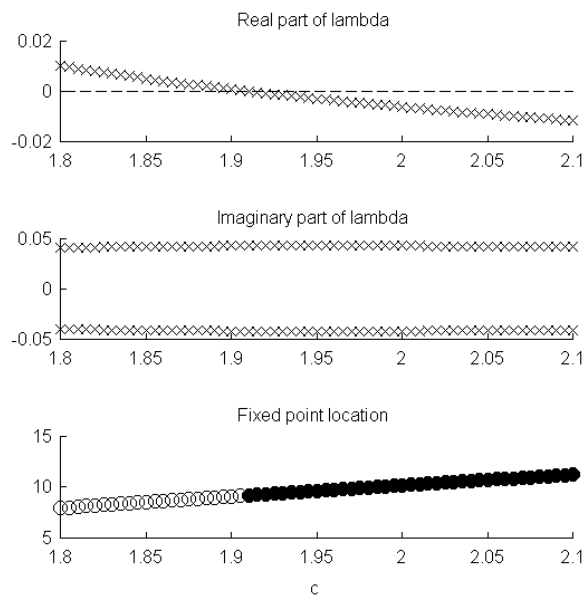 Real part of lambda
0.02
0
-0.02
1.8 1.85 1.9 1.95 2 2.05 2.1
Imaginary part of lambda
0.05
0
-0.05
1.8 1.85 1.9 1.95 2 2.05 2.1
Fixed point location
15
10
5
1.8 1.85 1.9 1.95 2 2.05 2.1
c